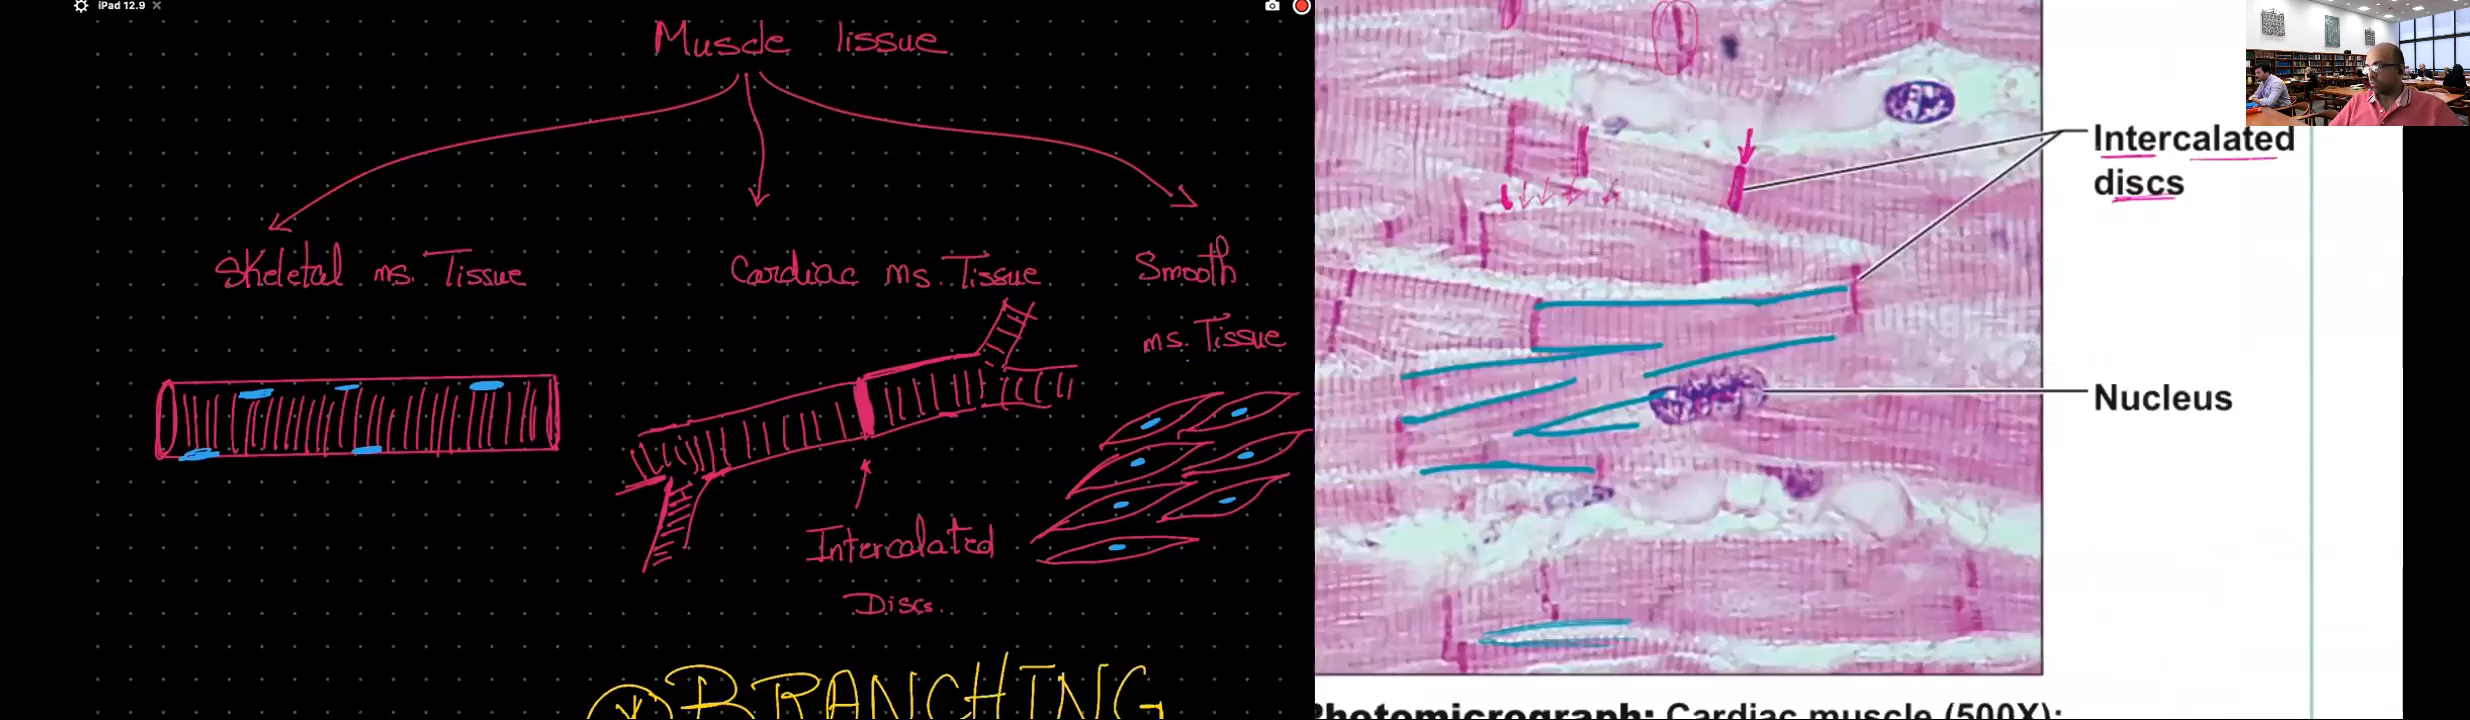 iPad 12.9
Muscle Tissue
Skeletal ms. Tissue
Cardiac ms. Tissue
Smooth
ms. Tissue
Intercalated
Discs.
BRANCHING
Intercalated
discs
Nucleus
Photomicrograph: Cardiac muscle (500X);